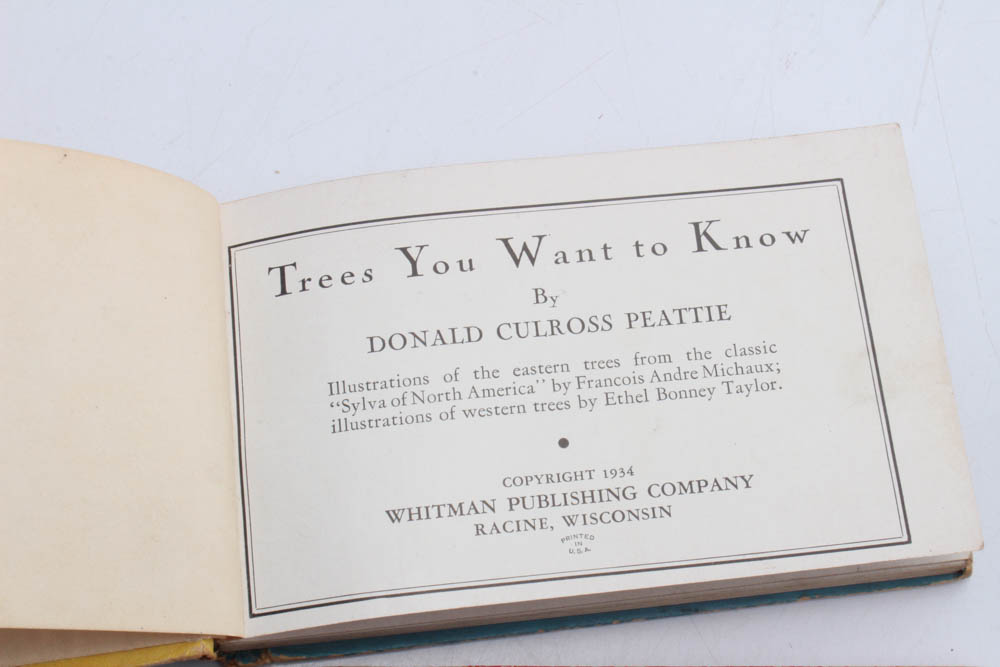 Trees You Want to Know
By
DONALD CULROSS PEATTIE
Illustrations of the eastern trees from the classic
"Sylva of North America" by Francois Andre Michaux;
illustrations of western trees by Ethel Bonney Taylor.
•
COPYRIGHT 1934
WHITMAN PUBLISHING COMPANY
RACINE, WISCONSIN
PRINTED
IN
U.S.A.